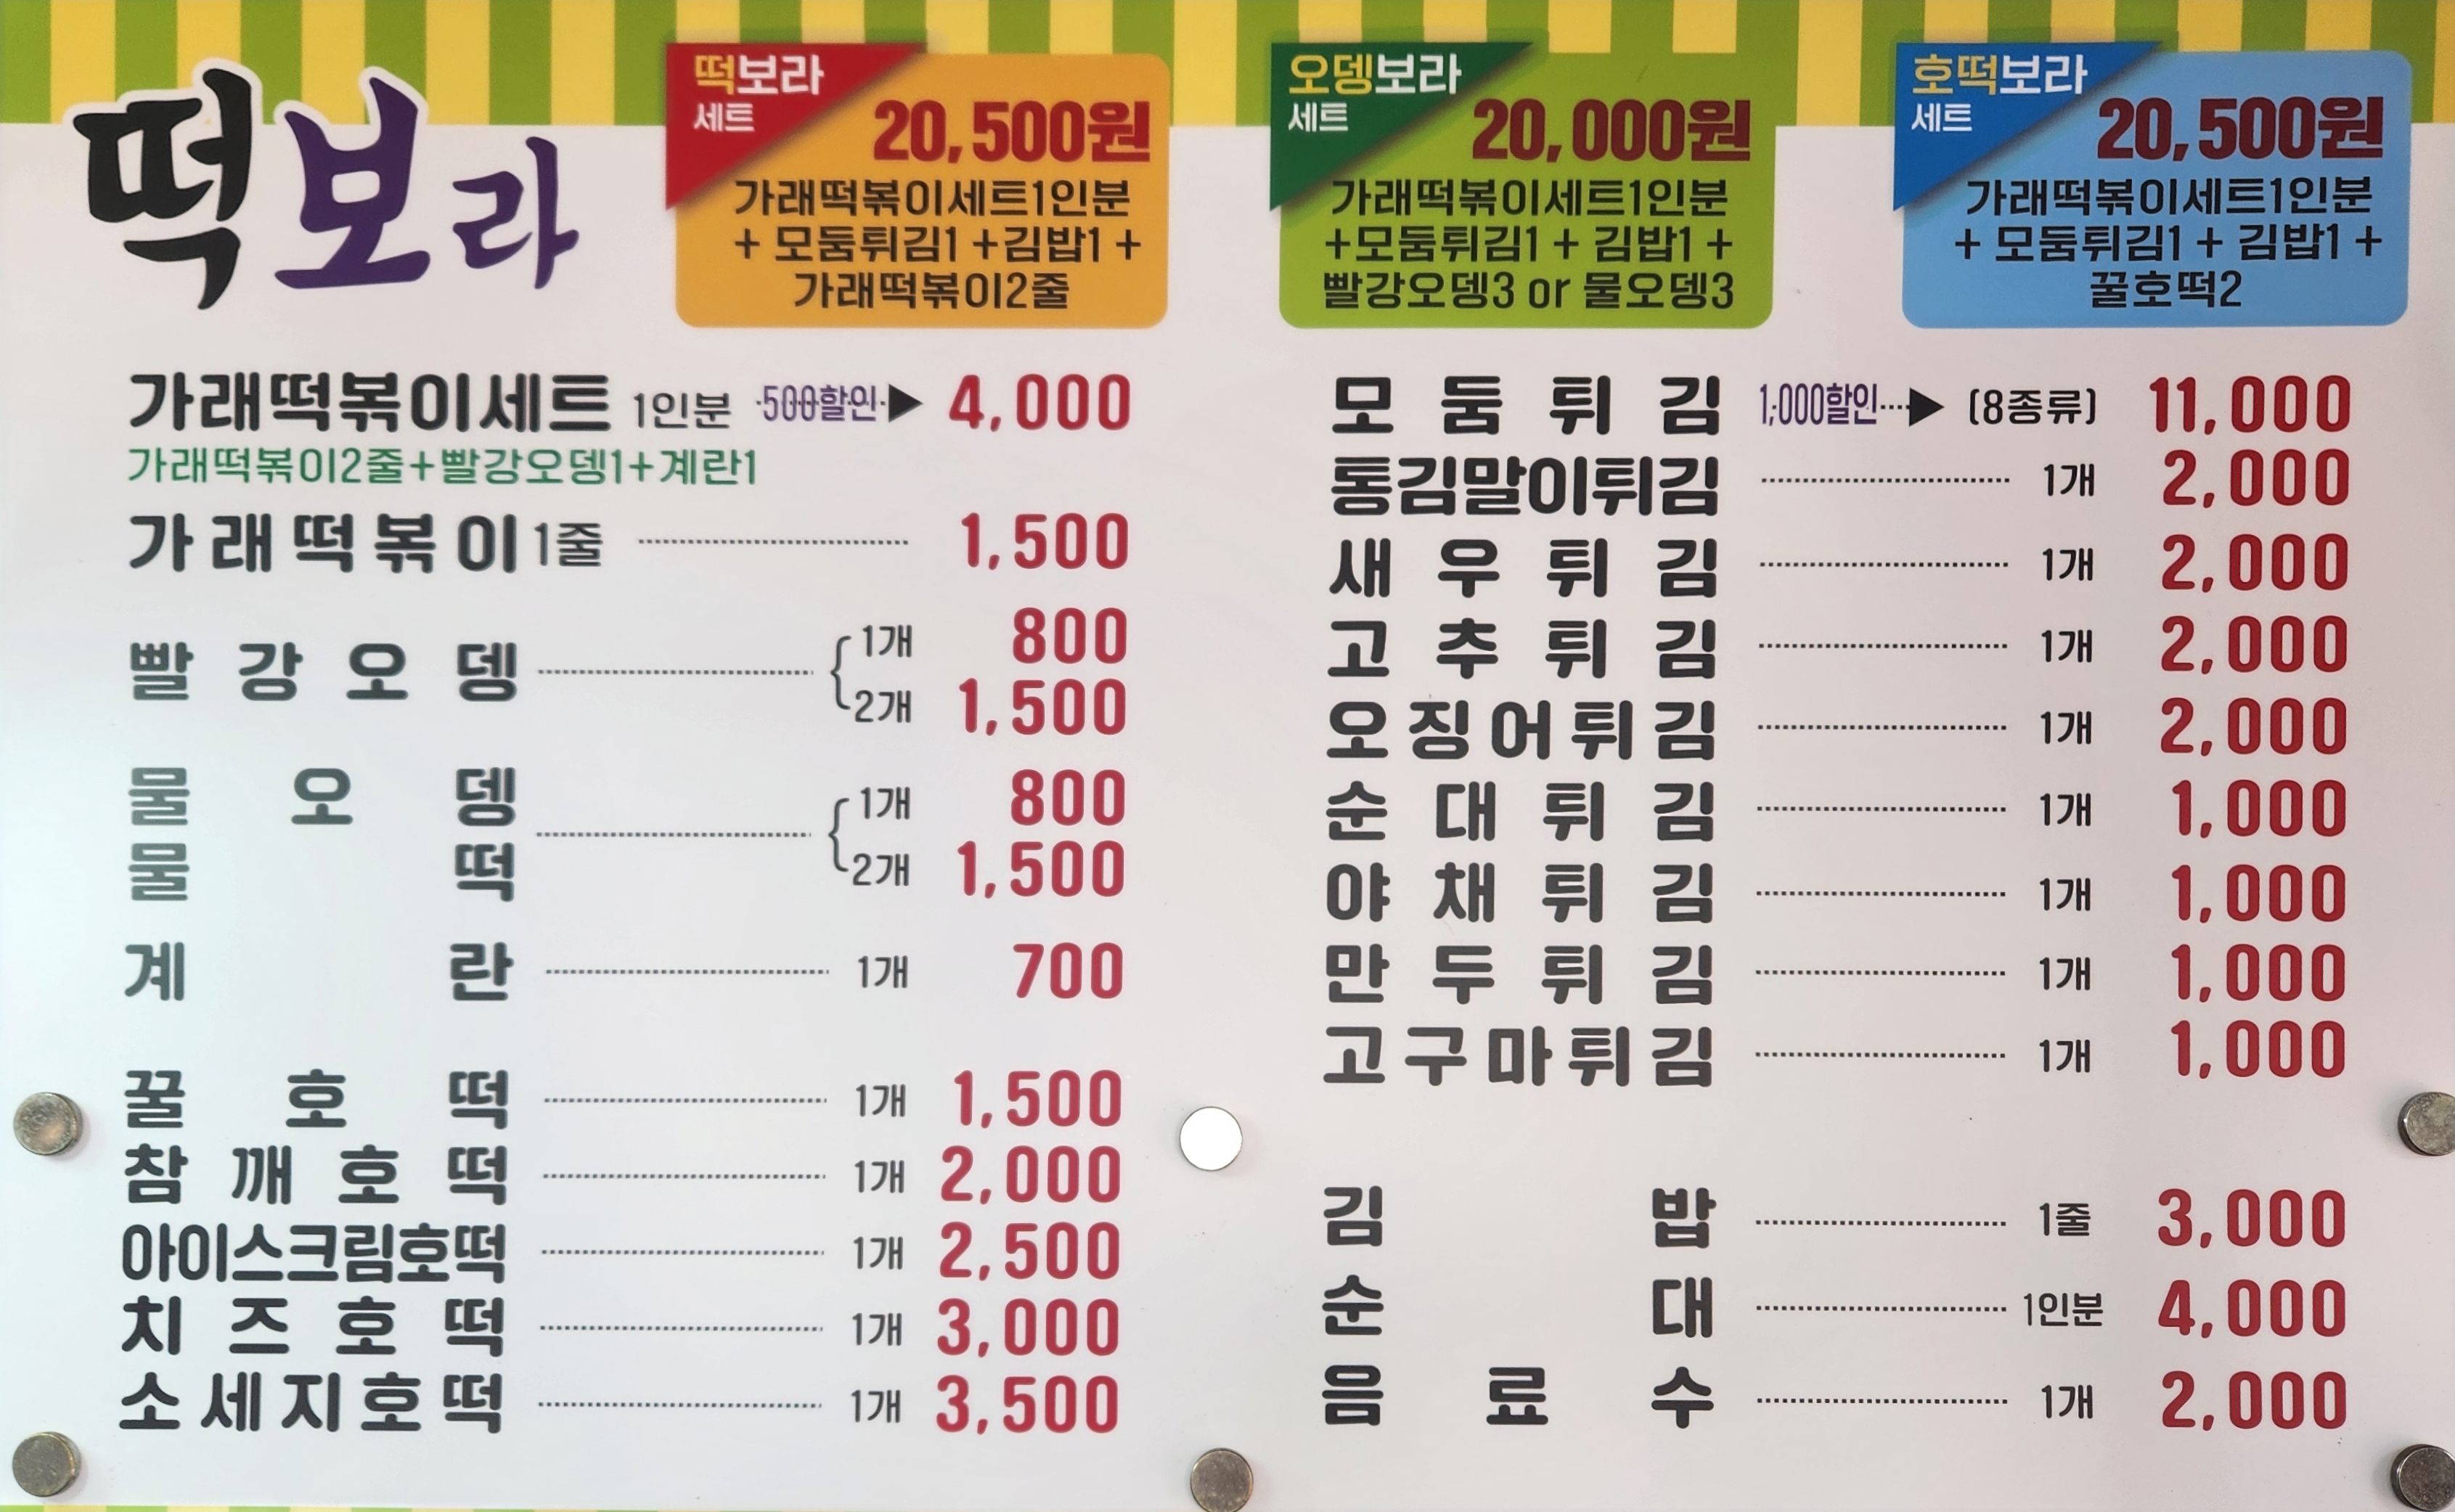 떡보라
떡보라
세트
20,500원
가래떡볶이세트1인분
+ 모둠튀김1 +김밥1 +
가래떡볶이2줄
오뎅보라
세트
20,000원
가래떡볶이세트1인분
+모둠튀김1 + 김밥1 +
빨강오뎅3 or 물오뎅3
호떡보라
세트
20,500원
가래떡볶이세트1인분
+ 모둠튀김1 + 김밥1 +
꿀호떡2
가래떡볶이세트 1인분 500할인 ▶ 4,000
가래떡볶이2줄+빨강오뎅1+계란1
가래떡볶이 1줄 1,500
빨강오뎅 1개 800
2개 1,500
물오뎅 1개 800
물떡 2개 1,500
계란 1개 700
꿀호떡 1개 1,500
참깨호떡 1개 2,000
아이스크림호떡 1개 2,500
치즈호떡 1개 3,000
소세지호떡 1개 3,500
모둠튀김 1,000할인 ▶ (8종류) 11,000
통김말이튀김 1개 2,000
새우튀김 1개 2,000
고추튀김 1개 2,000
오징어튀김 1개 2,000
순대튀김 1개 1,000
야채튀김 1개 1,000
만두튀김 1개 1,000
고구마튀김 1개 1,000
김밥 1줄 3,000
순대 1인분 4,000
음료수 1개 2,000